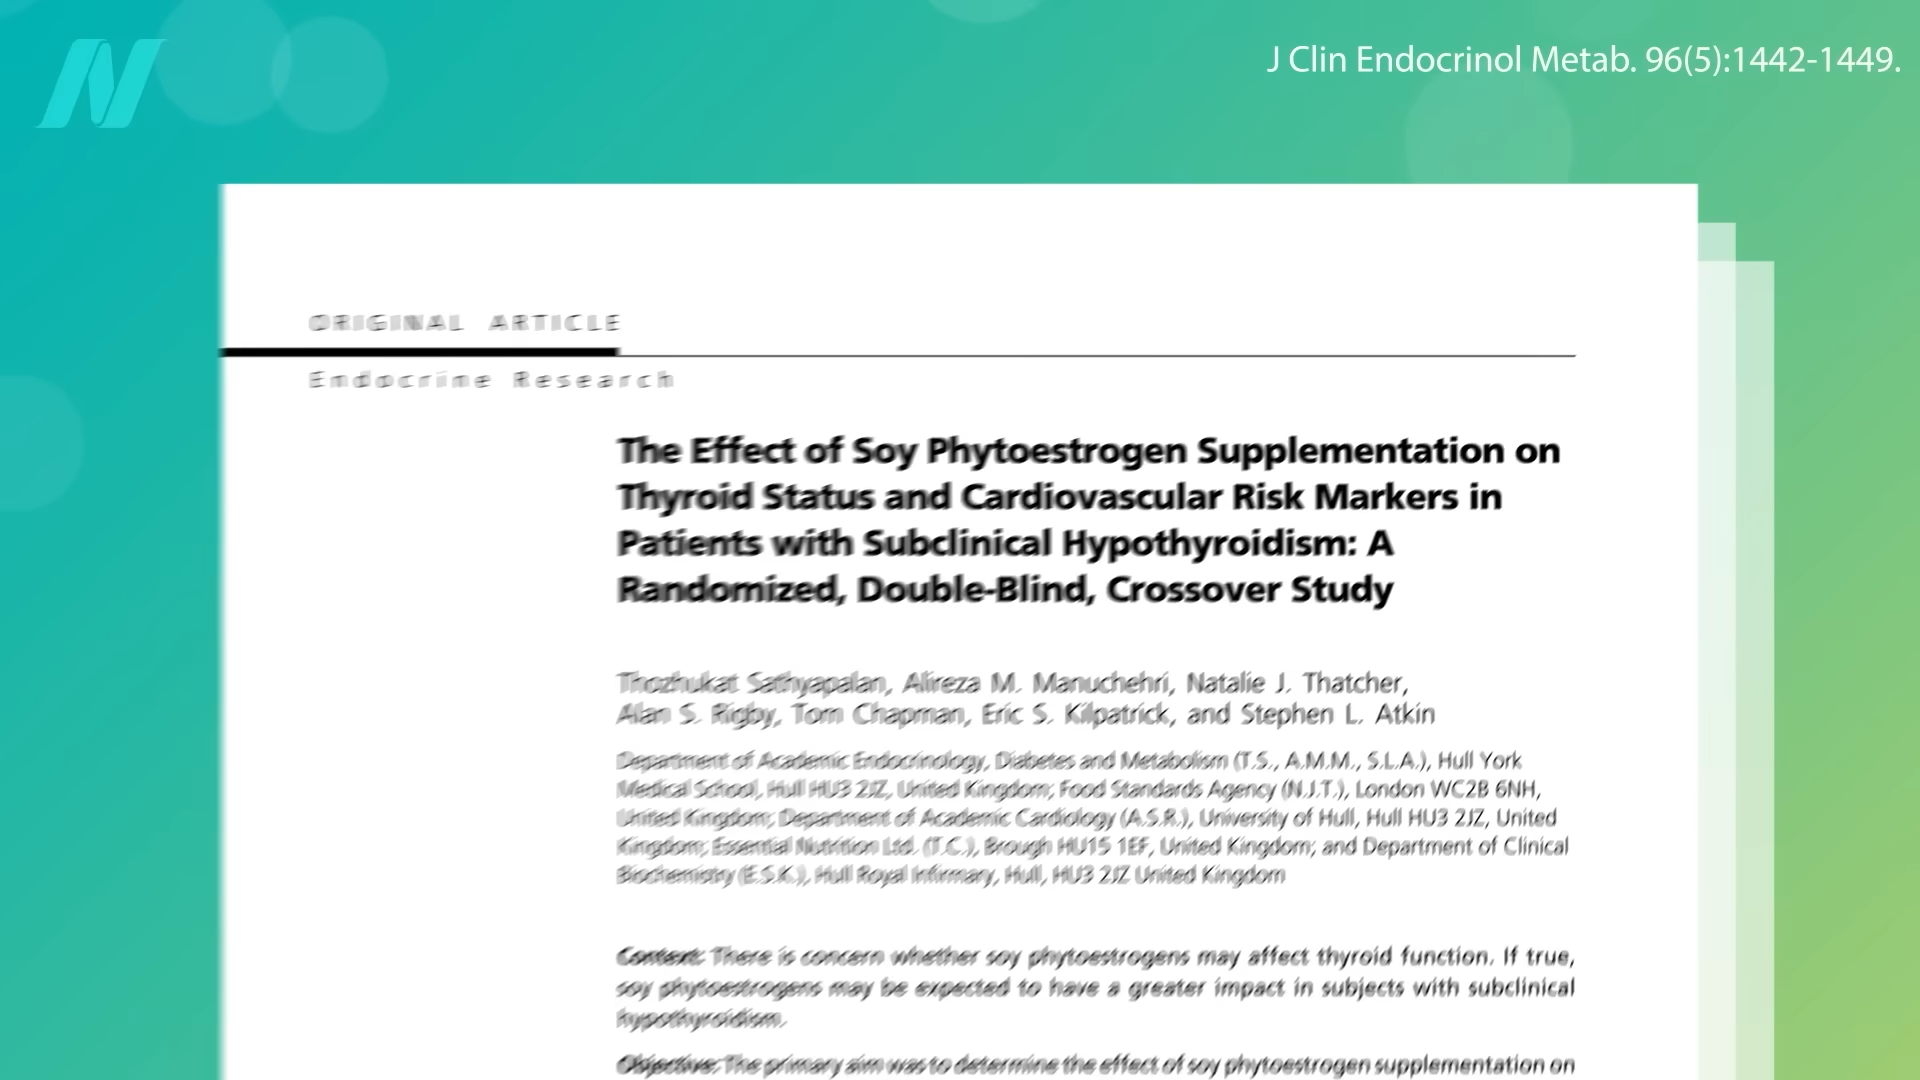 J Clin Endocrinol Metab. 96(5):1442-1449.
ORIGINAL ARTICLE
Endocrine Research
The Effect of Soy Phytoestrogen Supplementation on
Thyroid Status and Cardiovascular Risk Markers in
Patients with Subclinical Hypothyroidism: A
Randomized, Double-Blind, Crossover Study
Thozhukat Sathyapalan, Alireza M. Manuchehri, Natalie J. Thatcher,
Alan S. Rigby, Tom Chapman, Eric S. Kilpatrick, and Stephen L. Atkin
Department of Academic Endocrinology, Diabetes and Metabolism (T.S., A.M.M., S.L.A.), Hull York
Medical School, Hull HU3 2JZ, United Kingdom; Food Standards Agency (N.J.T.), London WC2B 6NH,
United Kingdom; Department of Academic Cardiology (A.S.R.), University of Hull, Hull HU3 2JZ, United
Kingdom; Essential Nutrition Ltd. (T.C.), Brough HU15 1EF, United Kingdom; and Department of Clinical
Biochemistry (E.S.K.), Hull Royal Infirmary, Hull, HU3 2JZ United Kingdom
Context: There is concern whether soy phytoestrogens may affect thyroid function. If true,
soy phytoestrogens may be expected to have a greater impact in subjects with subclinical
hypothyroidism.
Objective: The primary aim was to determine the effect of soy phytoestrogen supplementation on